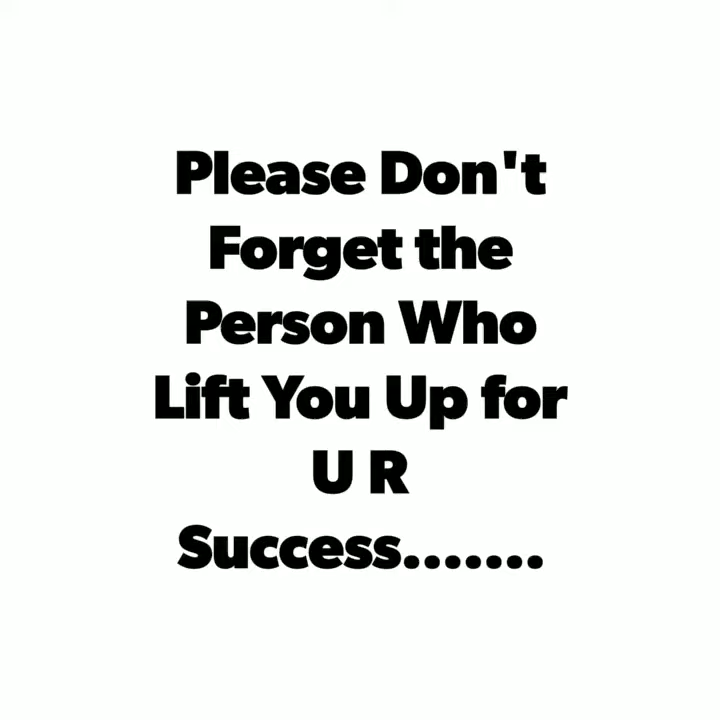 Please Don't
Forget the
Person Who
Lift You Up for
U R
Success.......